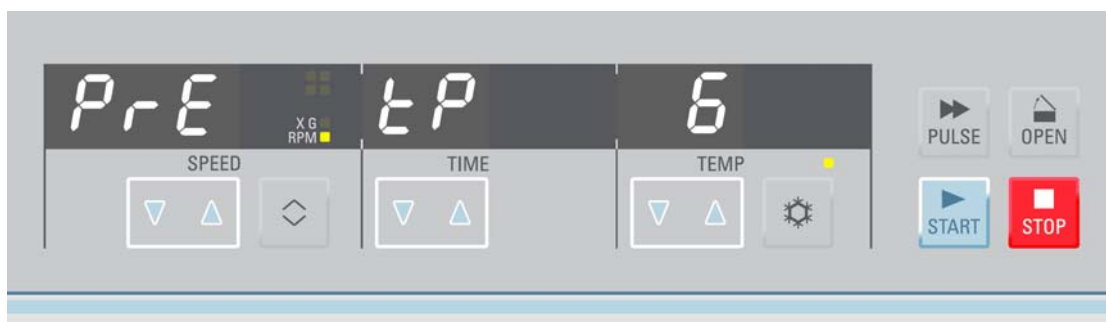 PrE tP 6
X G
RPM
SPEED TIME TEMP
PULSE OPEN
START STOP